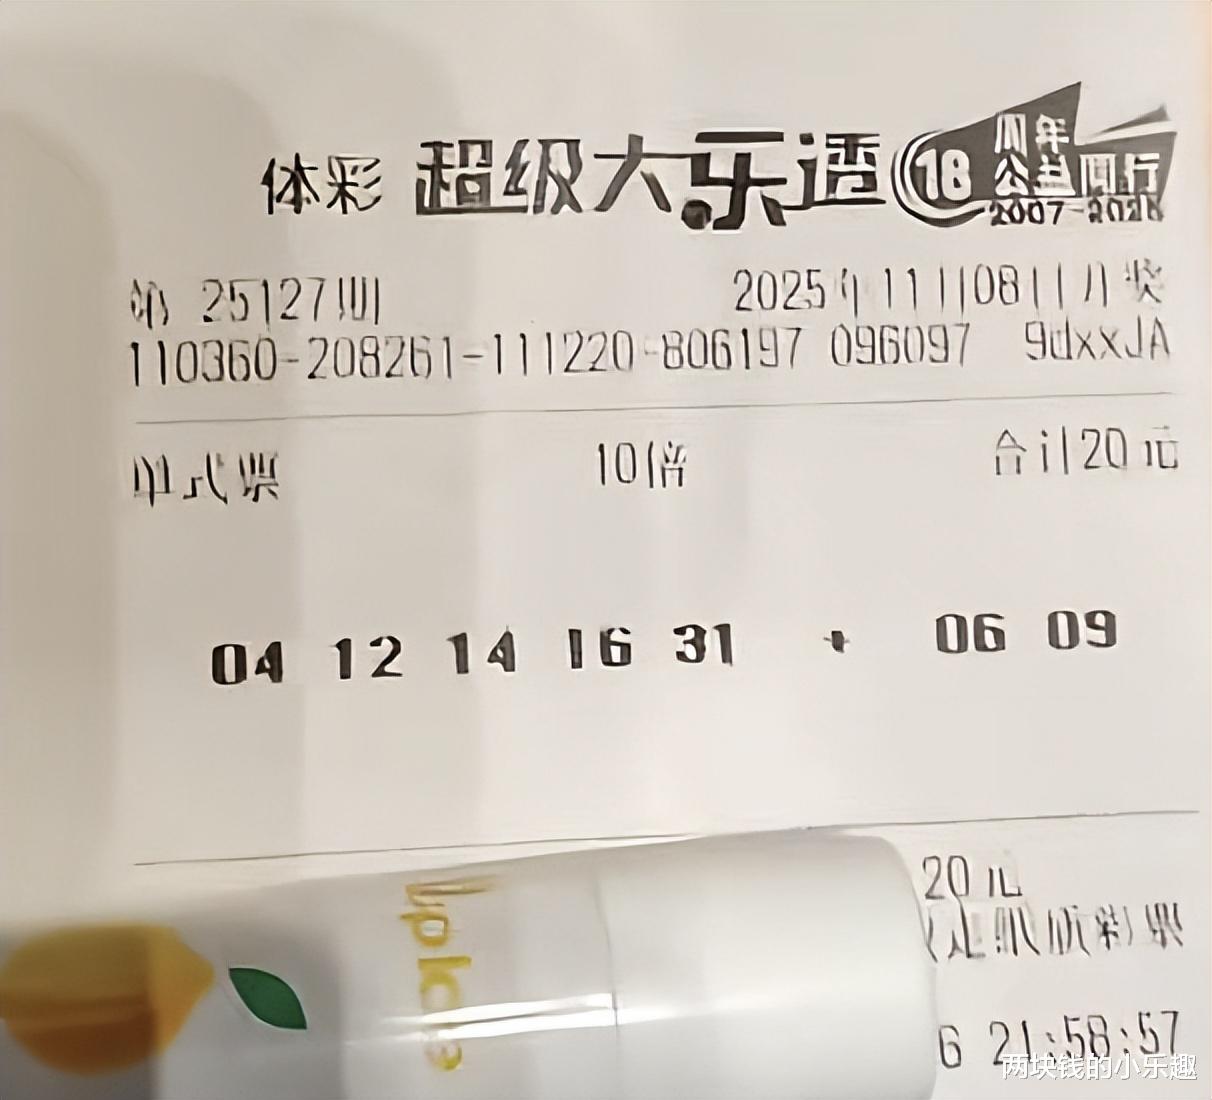 体彩 超级大乐透 18 周年 公益同行 2007-2025
第 25127期 2025年11月08日开奖
110360-208261-111220-806197 096097 9dxxJA
单式票 10倍 合计20元
04 12 14 16 31 + 06 09
20元
6 21:58:57
两块钱的小乐趣